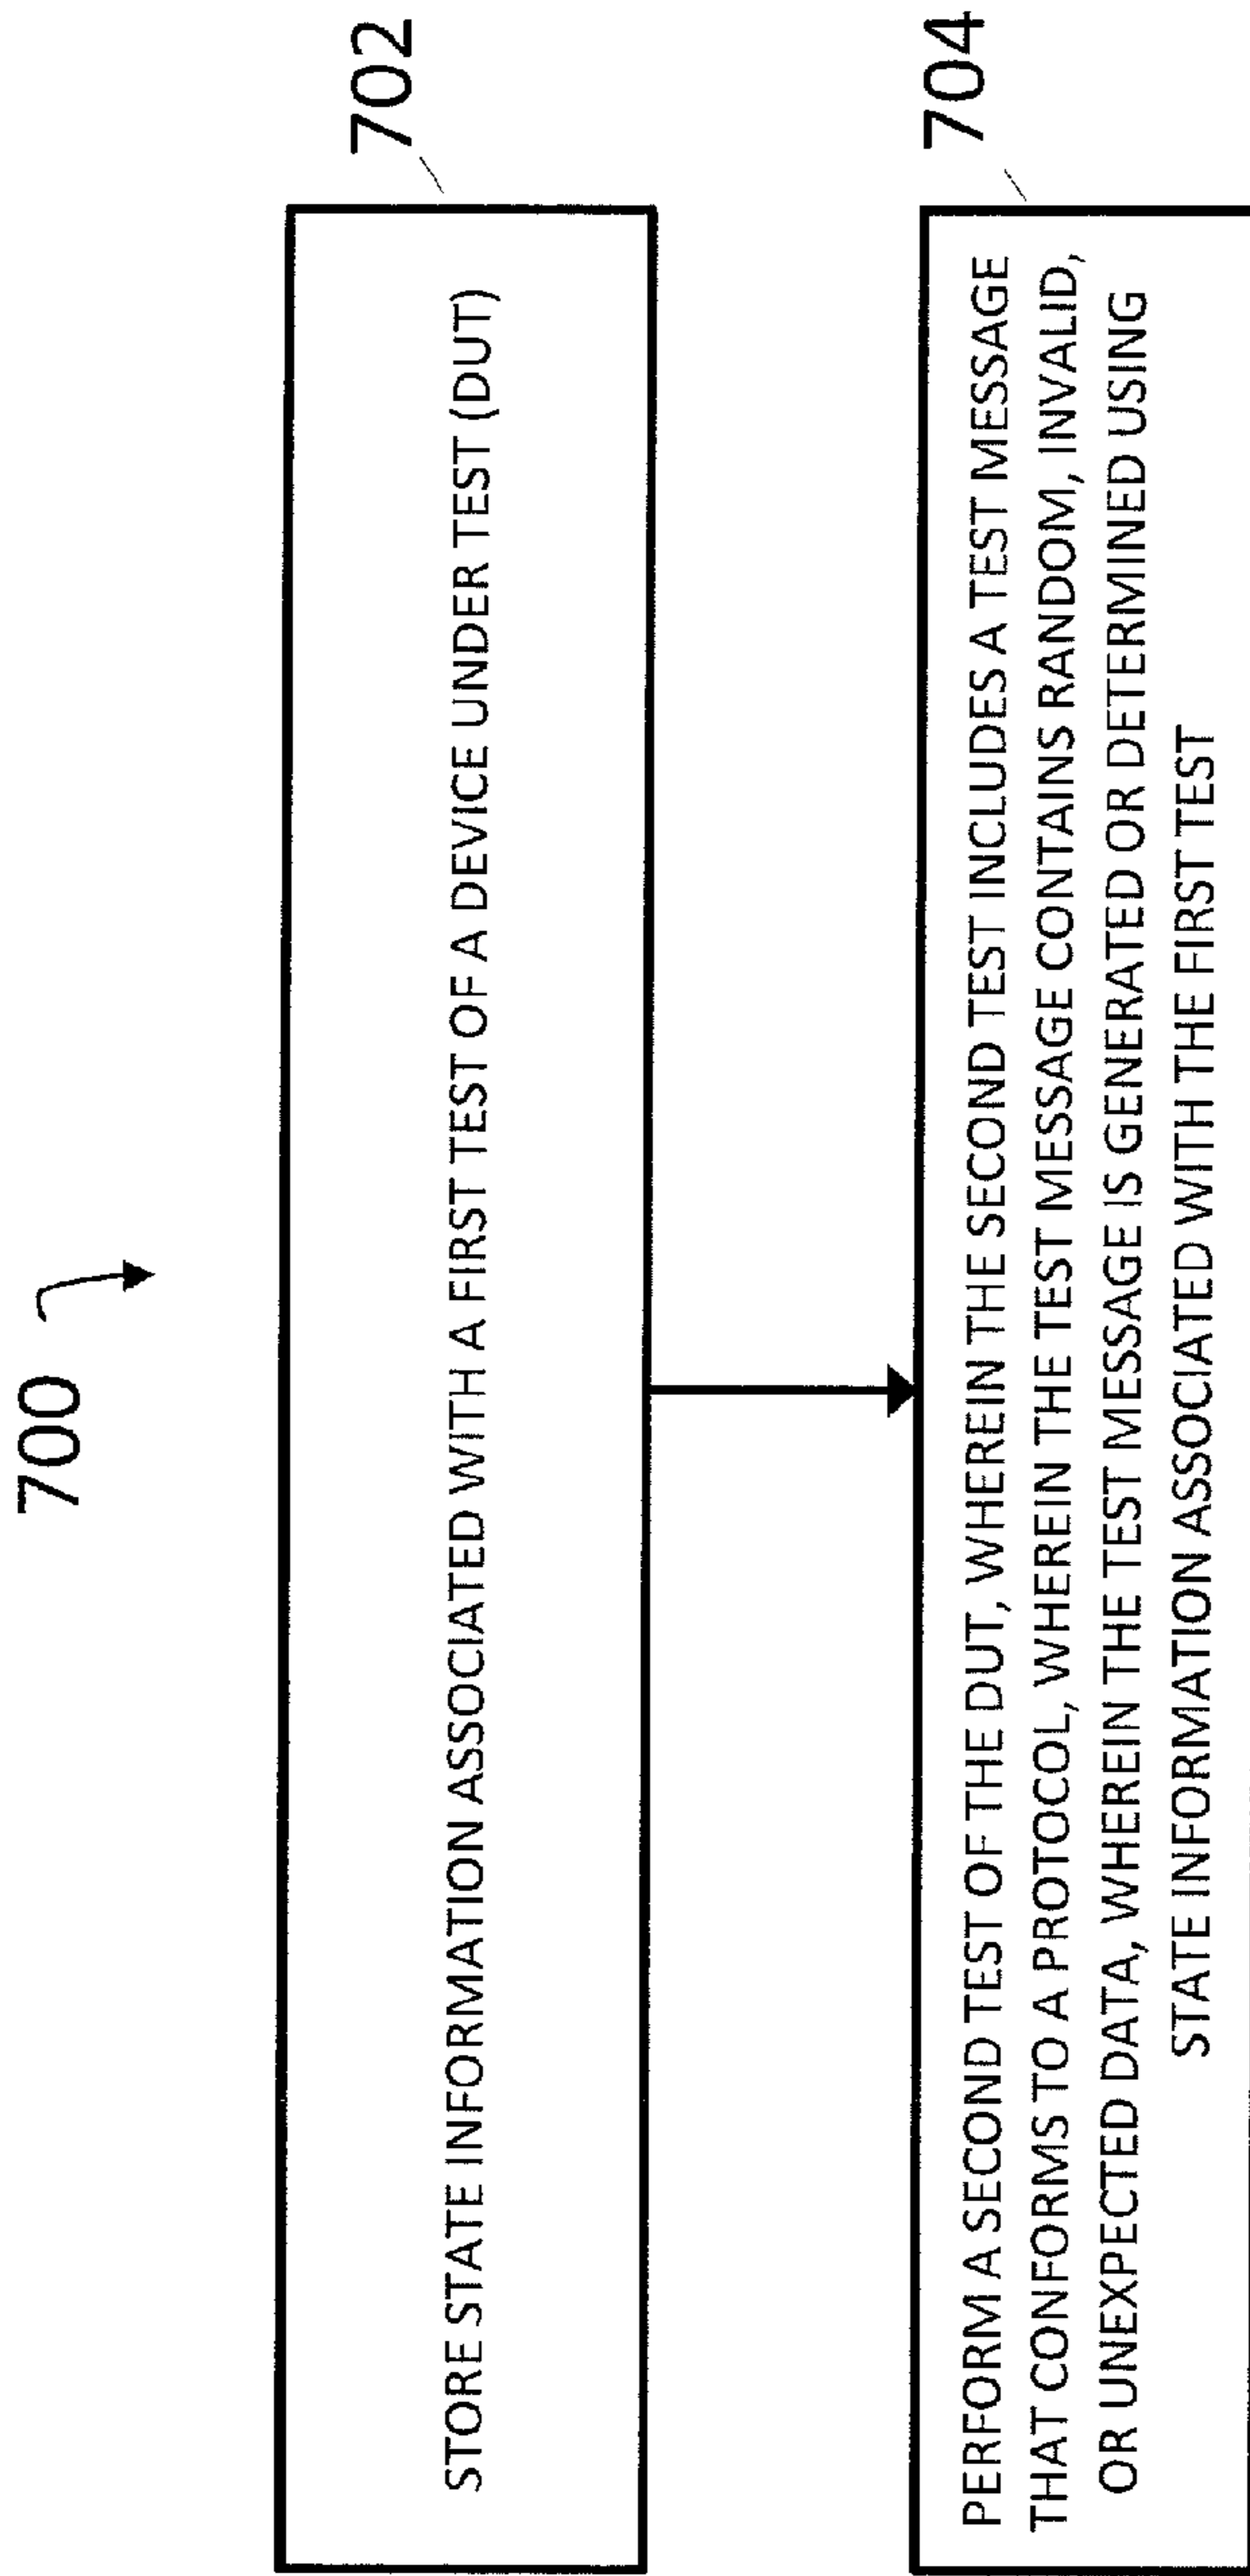 700
702
STORE STATE INFORMATION ASSOCIATED WITH A FIRST TEST OF A DEVICE UNDER TEST (DUT)
704
PERFORM A SECOND TEST OF THE DUT, WHEREIN THE SECOND TEST INCLUDES A TEST MESSAGE
THAT CONFORMS TO A PROTOCOL, WHEREIN THE TEST MESSAGE CONTAINS RANDOM, INVALID,
OR UNEXPECTED DATA, WHEREIN THE TEST MESSAGE IS GENERATED OR DETERMINED USING
STATE INFORMATION ASSOCIATED WITH THE FIRST TEST